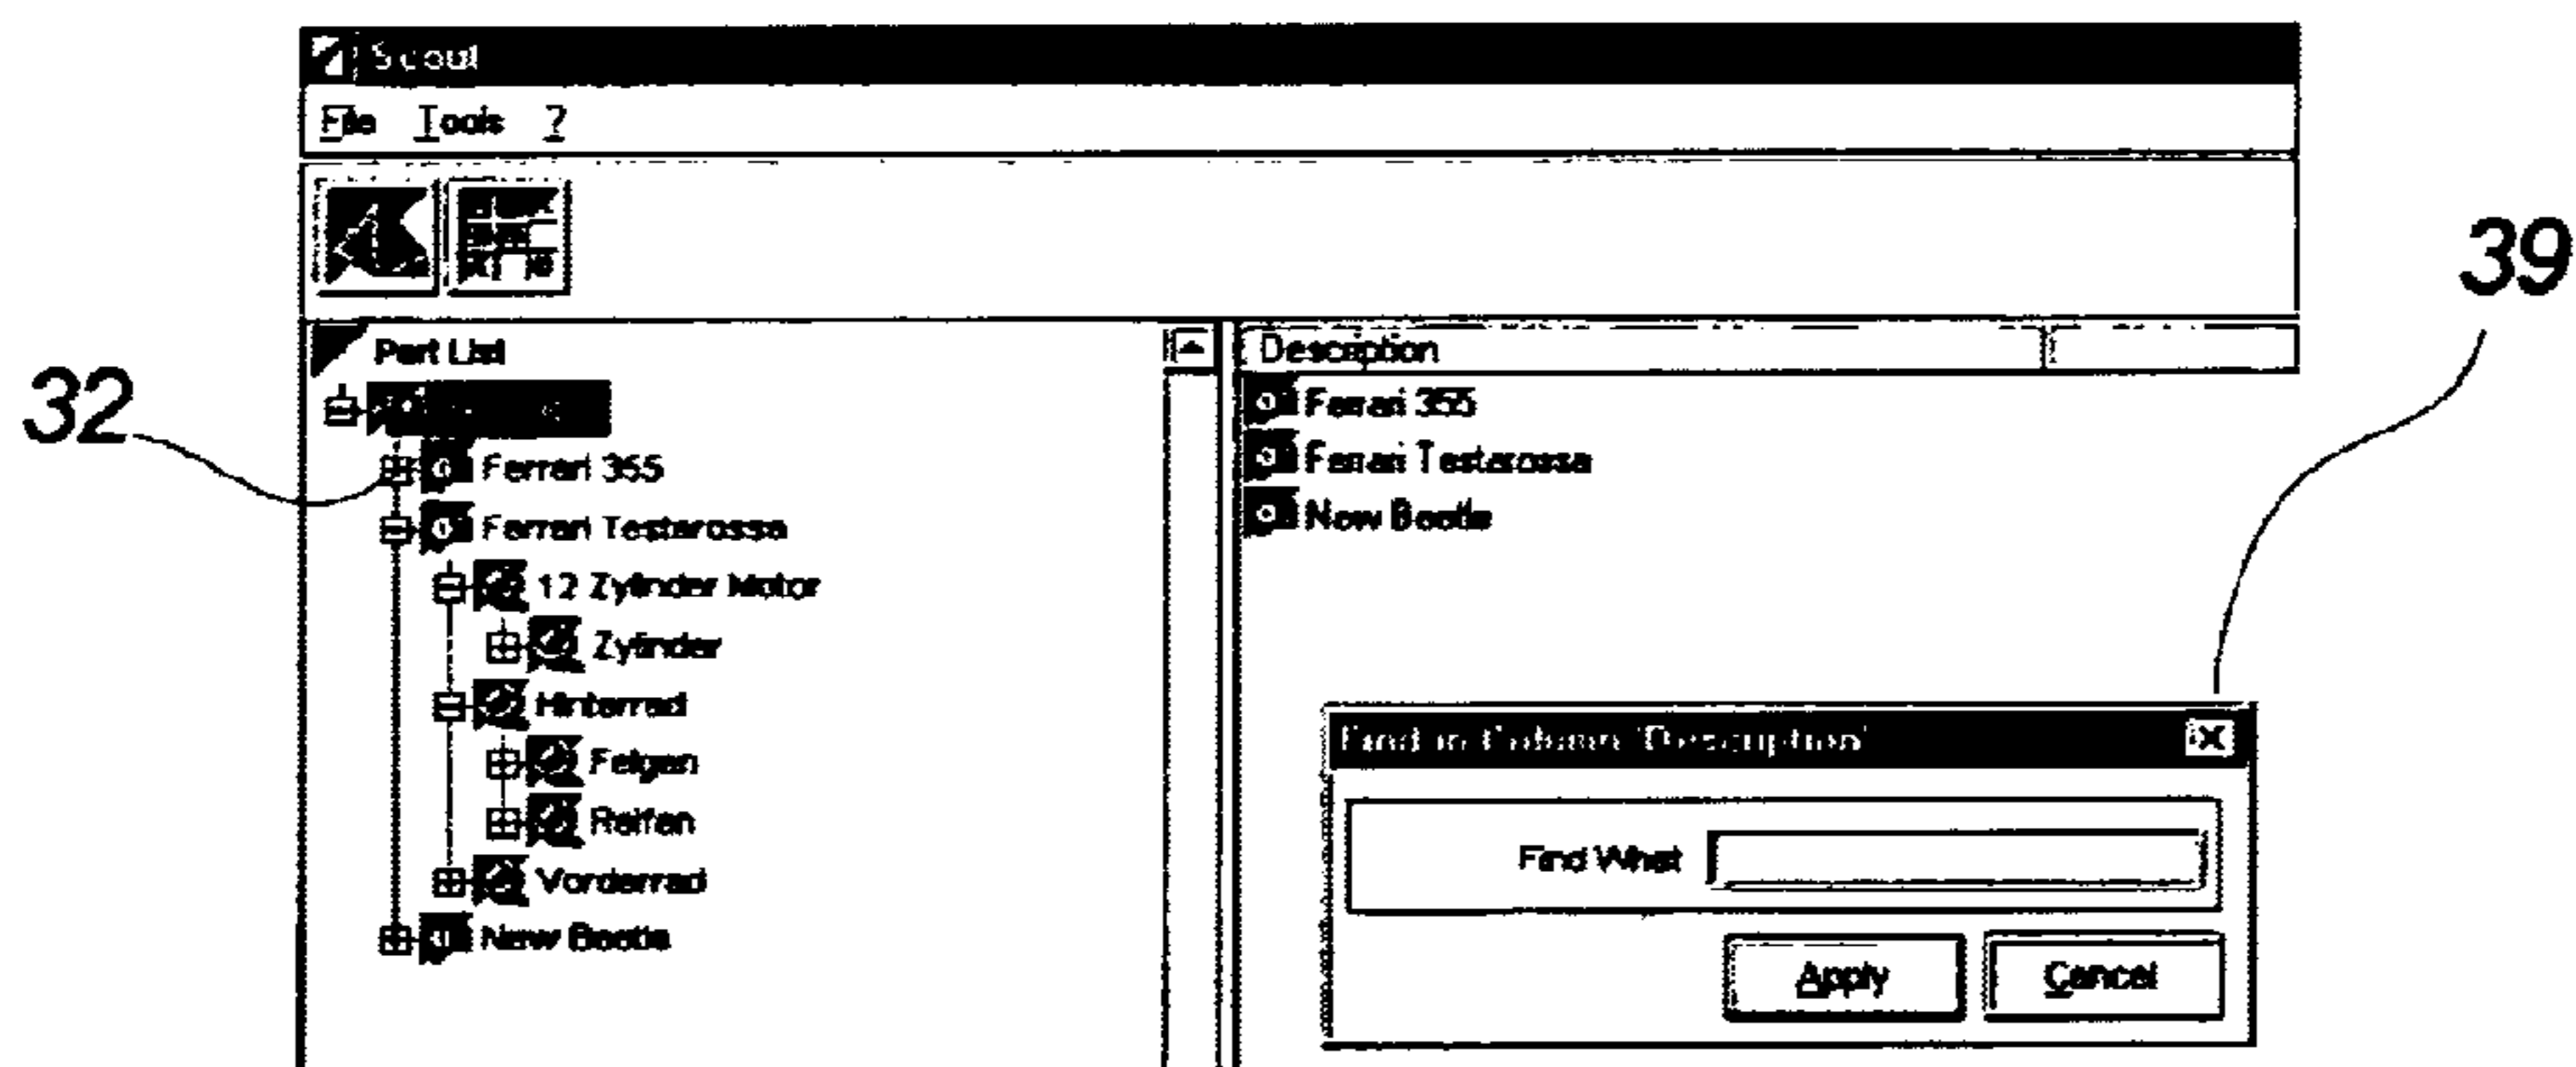 Scout
File Tools ?
39
Part List
Description
32
Ferrari 355
Ferrari Testarossa
12 Zylinder Motor
Zylinder
Hinterrad
Felgen
Reifen
Vorderrad
New Beetle
Ferrari 355
Ferrari Testarossa
New Beetle
Find in Column 'Description'
Find What
Apply Cancel